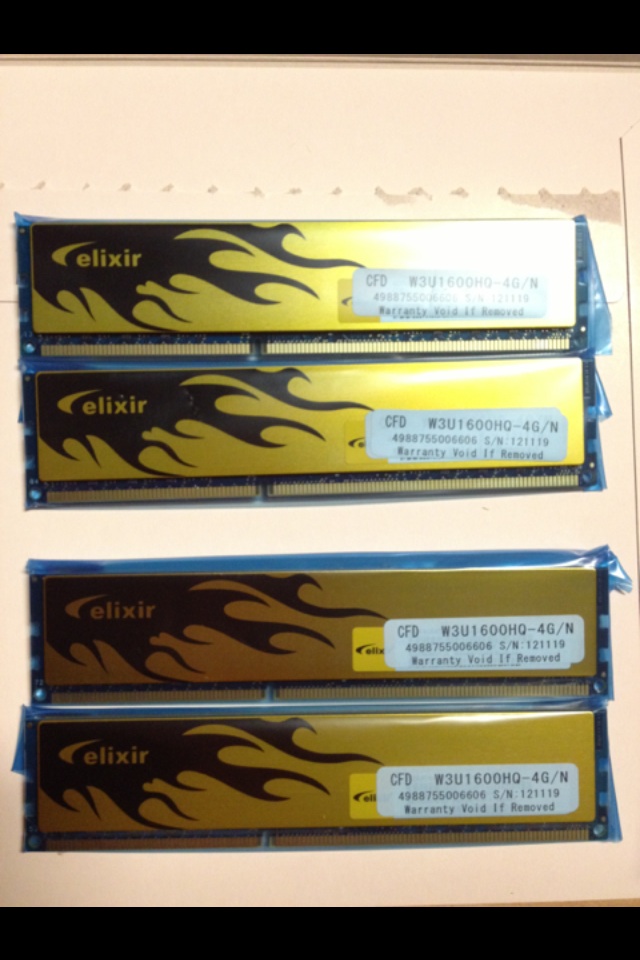 elixir
CFD W3U1600HQ-4G/N
4988755006606 S/N:121119
Warranty Void If Removed
elixir
CFD W3U1600HQ-4G/N
4988755006606 S/N:121119
Warranty Void If Removed
elixir
CFD W3U1600HQ-4G/N
elix
4988755006606 S/N:121119
Warranty Void If Removed
elixir
CFD W3U1600HQ-4G/N
eli
4988755006606 S/N:121119
Warranty Void If Removed